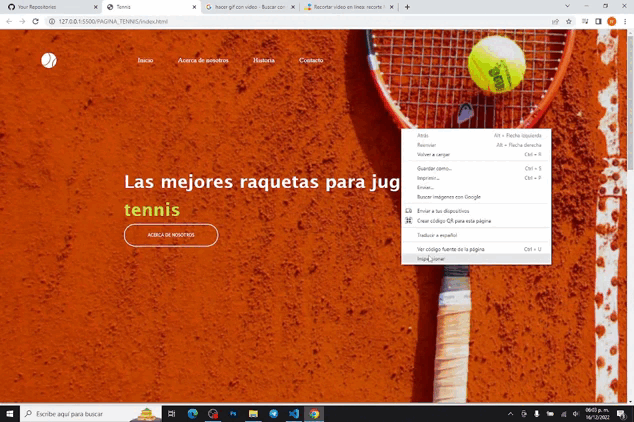 Your Repositories
Tennis
hacer gif con video - Buscar con
Recortar video en línea: recorte l
127.0.0.1:5500/PAGINA_TENNIS/index.html
Inicio
Acerca de nosotros
Historia
Contacto
Las mejores raquetas para jug
tennis
ACERCA DE NOSOTROS
Atrás Alt + Flecha izquierda
Reenviar Alt + Flecha derecha
Volver a cargar Ctrl + R
Guardar como... Ctrl + S
Imprimir... Ctrl + P
Enviar...
Buscar imágenes con Google
Enviar a tus dispositivos
Crear código QR para esta página
Traducir a español
Ver código fuente de la página Ctrl + U
Inspeccionar
Escribe aquí para buscar
06:05 p. m.
16/12/2022